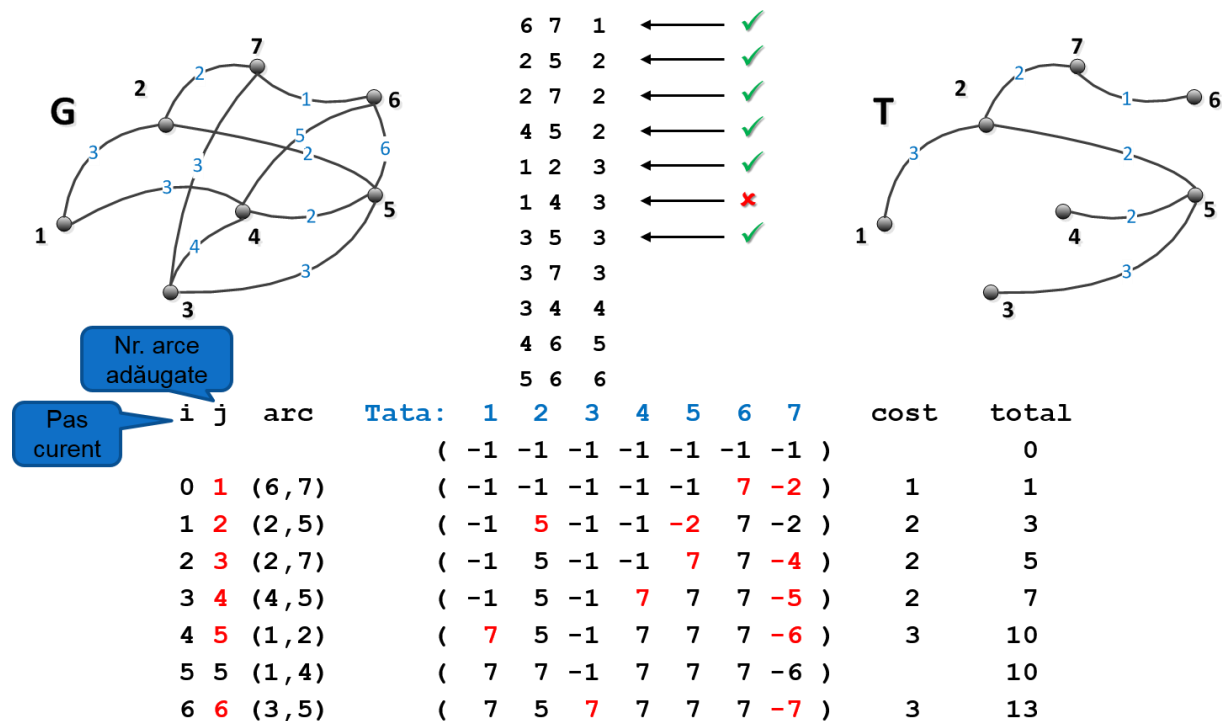 G
1
2
3
4
5
6
7
2
1
3
5
6
2
3
3
2
4
3
6 7 1
2 5 2
2 7 2
4 5 2
1 2 3
1 4 3
3 5 3
3 7 3
3 4 4
4 6 5
5 6 6
T
1
2
3
4
5
6
7
2
1
3
2
2
3
Nr. arce
adăugate
Pas
curent
i j arc Tata: 1 2 3 4 5 6 7 cost total
( -1 -1 -1 -1 -1 -1 -1 ) 0
0 1 (6,7) ( -1 -1 -1 -1 -1 7 -2 ) 1 1
1 2 (2,5) ( -1 5 -1 -1 -2 7 -2 ) 2 3
2 3 (2,7) ( -1 5 -1 -1 7 7 -4 ) 2 5
3 4 (4,5) ( -1 5 -1 7 7 7 -5 ) 2 7
4 5 (1,2) ( 7 5 -1 7 7 7 -6 ) 3 10
5 5 (1,4) ( 7 7 -1 7 7 7 -6 ) 10
6 6 (3,5) ( 7 5 7 7 7 7 -7 ) 3 13